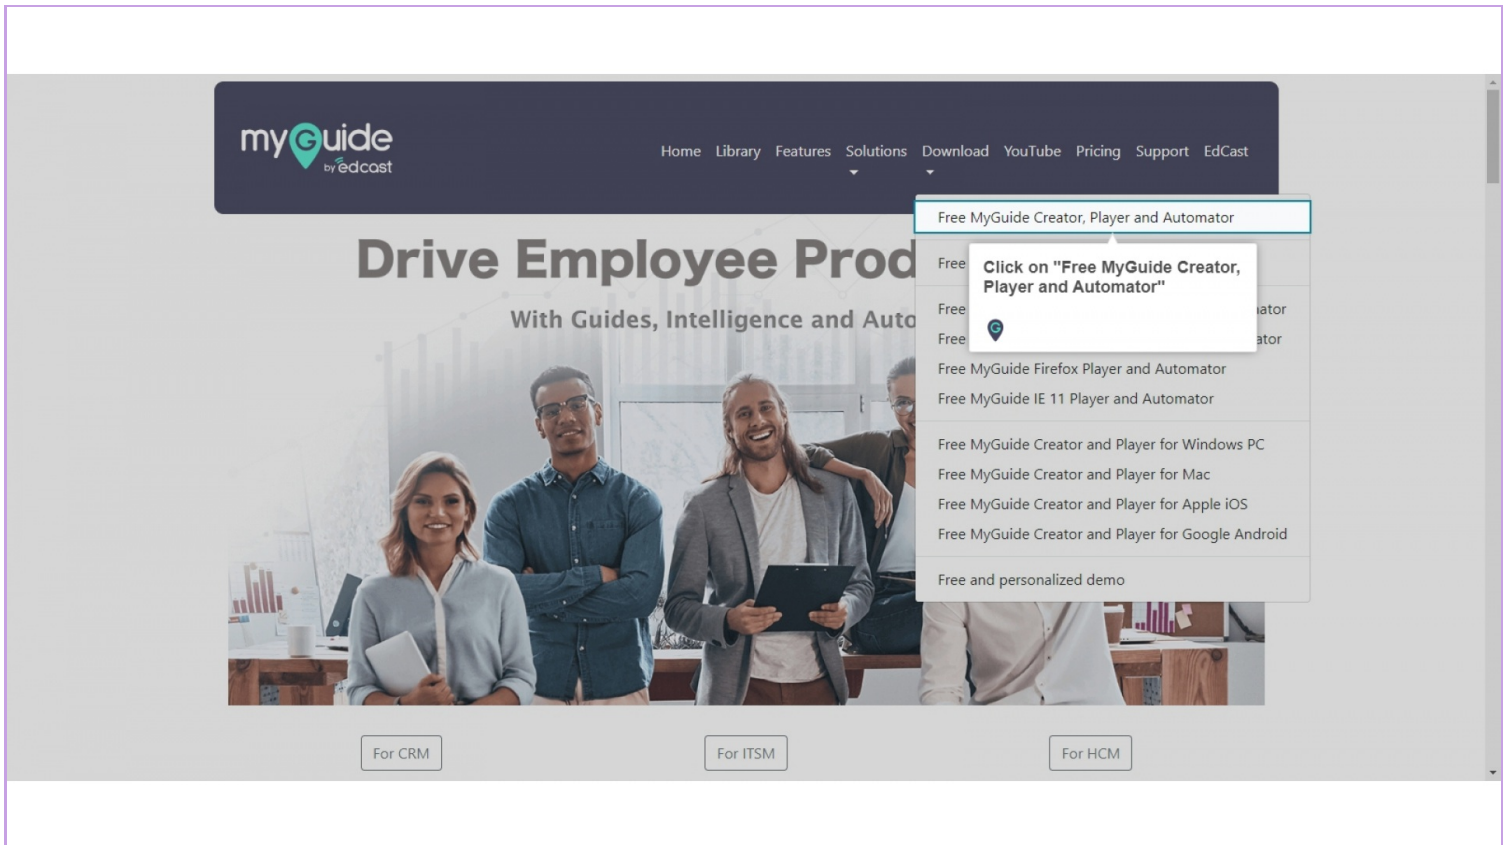 myGuide
by edcast
Home Library Features Solutions Download YouTube Pricing Support EdCast
Free MyGuide Creator, Player and Automator
Drive Employee Prod
With Guides, Intelligence and Auto
Free
Click on "Free MyGuide Creator,
Player and Automator"
G
Free
Free
Free MyGuide Firefox Player and Automator
Free MyGuide IE 11 Player and Automator
Free MyGuide Creator and Player for Windows PC
Free MyGuide Creator and Player for Mac
Free MyGuide Creator and Player for Apple iOS
Free MyGuide Creator and Player for Google Android
Free and personalized demo
For CRM
For ITSM
For HCM